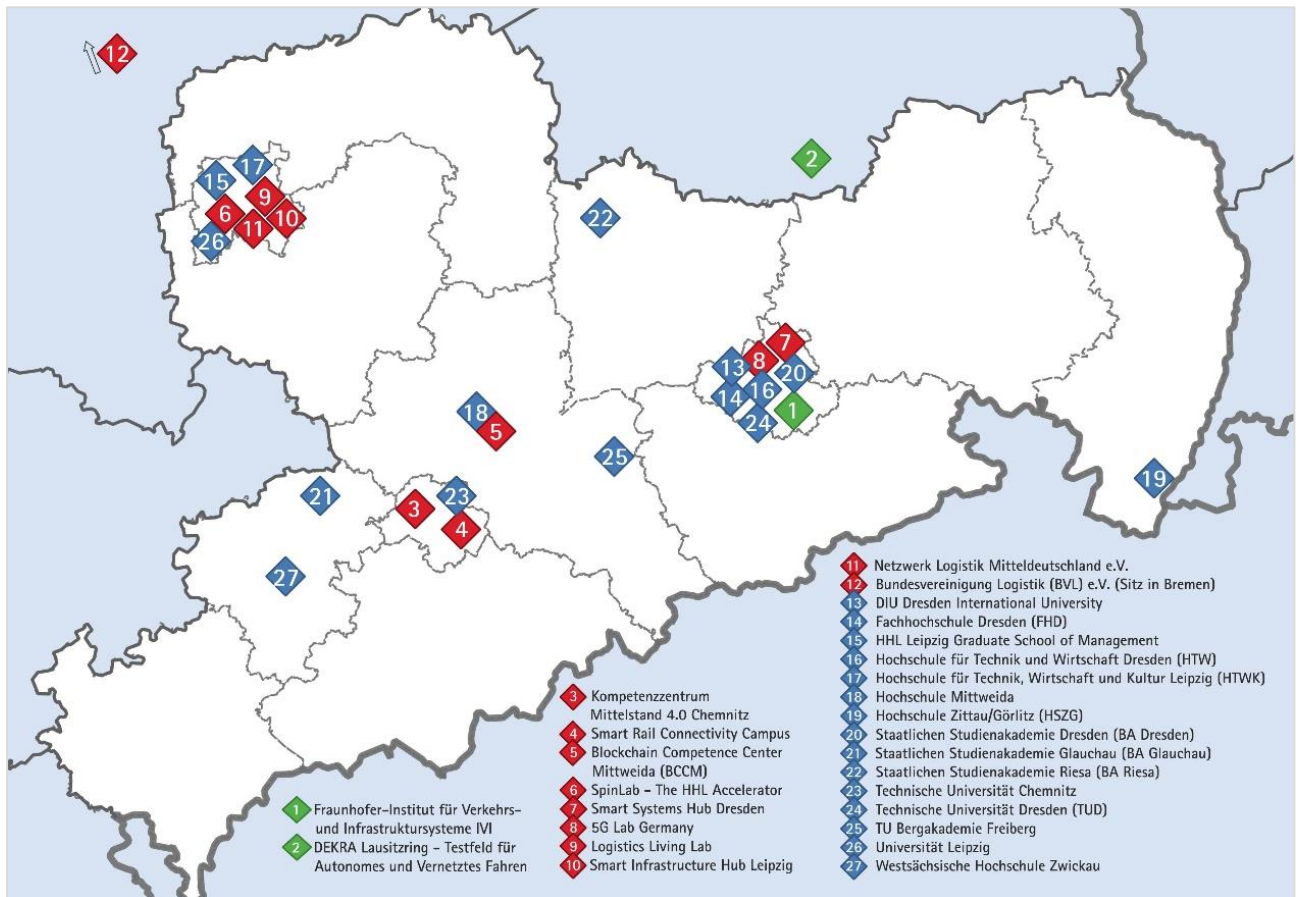 12
2
17
15
9
6
10
11
26
22
7
8
13
20
16
14
1
24
18
5
25
19
21
23
3
4
27
1 Fraunhofer-Institut für Verkehrs-
und Infrastruktursysteme IVI
2 DEKRA Lausitzring – Testfeld für
Autonomes und Vernetztes Fahren
3 Kompetenzzentrum
Mittelstand 4.0 Chemnitz
4 Smart Rail Connectivity Campus
5 Blockchain Competence Center
Mittweida (BCCM)
6 SpinLab – The HHL Accelerator
7 Smart Systems Hub Dresden
8 5G Lab Germany
9 Logistics Living Lab
10 Smart Infrastructure Hub Leipzig
11 Netzwerk Logistik Mitteldeutschland e.V.
12 Bundesvereinigung Logistik (BVL) e.V. (Sitz in Bremen)
13 DIU Dresden International University
14 Fachhochschule Dresden (FHD)
15 HHL Leipzig Graduate School of Management
16 Hochschule für Technik und Wirtschaft Dresden (HTW)
17 Hochschule für Technik, Wirtschaft und Kultur Leipzig (HTWK)
18 Hochschule Mittweida
19 Hochschule Zittau/Görlitz (HSZG)
20 Staatlichen Studienakademie Dresden (BA Dresden)
21 Staatlichen Studienakademie Glauchau (BA Glauchau)
22 Staatlichen Studienakademie Riesa (BA Riesa)
23 Technische Universität Chemnitz
24 Technische Universität Dresden (TUD)
25 TU Bergakademie Freiberg
26 Universität Leipzig
27 Westsächsische Hochschule Zwickau